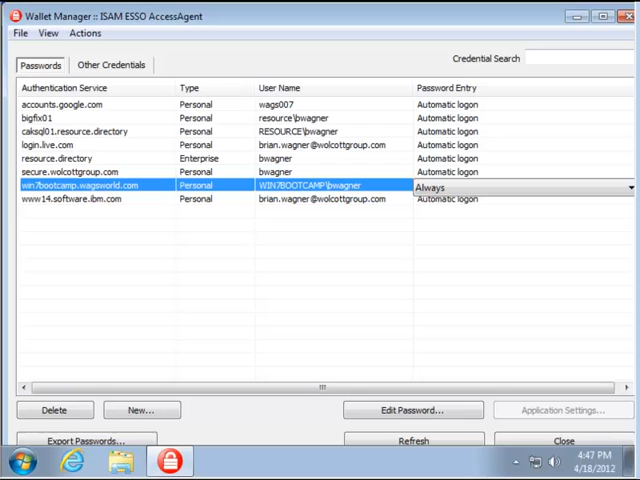 Wallet Manager :: ISAM ESSO AccessAgent
File View Actions
Credential Search
Passwords Other Credentials
Authentication Service Type User Name Password Entry
accounts.google.com Personal wags007 Automatic logon
bigfix01 Personal resource\bwagner Automatic logon
caksql01.resource.directory Personal RESOURCE\bwagner Automatic logon
login.live.com Personal brian.wagner@wolcottgroup.com Automatic logon
resource.directory Enterprise bwagner Automatic logon
secure.wolcottgroup.com Personal bwagner Automatic logon
win7bootcamp.wagsworld.com Personal WIN7BOOTCAMP\bwagner Always
www14.software.ibm.com Personal brian.wagner@wolcottgroup.com Automatic logon
Delete New... Edit Password... Application Settings...
Export Passwords... Refresh Close
4:47 PM
4/18/2012